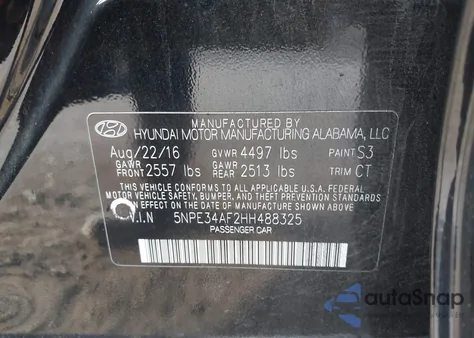 MANUFACTURED BY
HYUNDAI MOTOR MANUFACTURING ALABAMA, LLC
Aug/22/16 GVWR 4497 lbs PAINT S3
GAWR FRONT 2557 lbs GAWR REAR 2513 lbs TRIM CT
THIS VEHICLE CONFORMS TO ALL APPLICABLE U.S.A. FEDERAL
MOTOR VEHICLE SAFETY, BUMPER, AND THEFT PREVENTION
STANDARDS IN EFFECT ON THE DATE OF MANUFACTURE SHOWN ABOVE.
V.I.N 5NPE34AF2HH488325
PASSENGER CAR
autoSnap